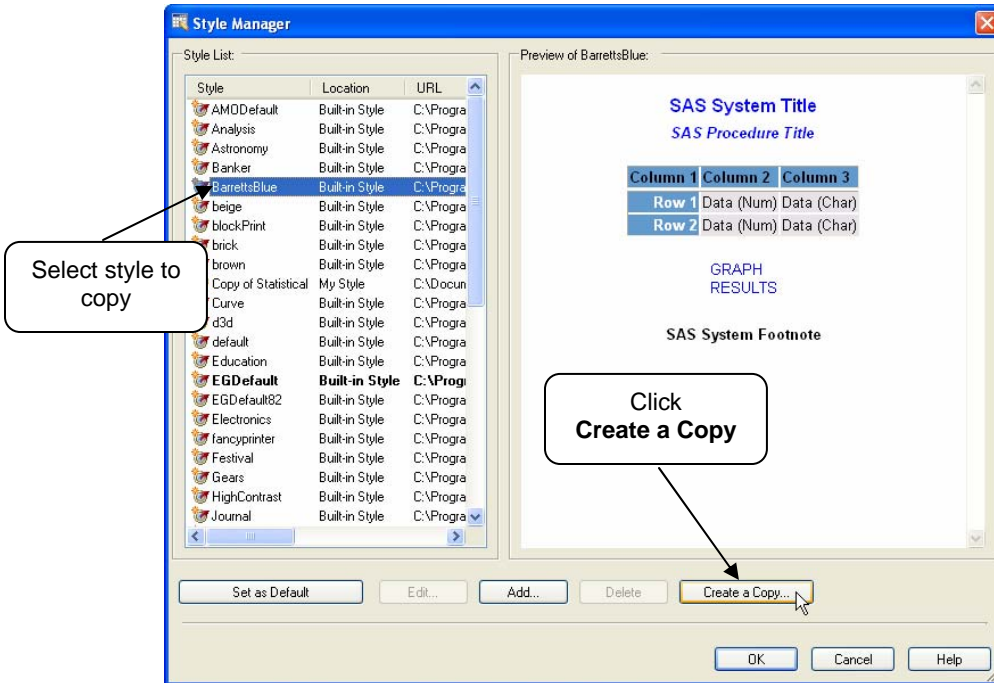 Style Manager
Style List:
Style Location URL
AMODefault Built-in Style C:\Progra
Analysis Built-in Style C:\Progra
Astronomy Built-in Style C:\Progra
Banker Built-in Style C:\Progra
BarrettsBlue Built-in Style C:\Progra
beige Built-in Style C:\Progra
blockPrint Built-in Style C:\Progra
brick Built-in Style C:\Progra
brown Built-in Style C:\Progra
Copy of Statistical My Style C:\Docun
Curve Built-in Style C:\Progra
d3d Built-in Style C:\Progra
default Built-in Style C:\Progra
Education Built-in Style C:\Progra
EGDefault Built-in Style C:\Progr
EGDefault82 Built-in Style C:\Progra
Electronics Built-in Style C:\Progra
fancyprinter Built-in Style C:\Progra
Festival Built-in Style C:\Progra
Gears Built-in Style C:\Progra
HighContrast Built-in Style C:\Progra
Journal Built-in Style C:\Progra
Select style to
copy
Preview of BarrettsBlue:
SAS System Title
SAS Procedure Title
Column 1 Column 2 Column 3
Row 1 Data (Num) Data (Char)
Row 2 Data (Num) Data (Char)
GRAPH
RESULTS
SAS System Footnote
Click
Create a Copy
Set as Default Edit... Add... Delete Create a Copy...
OK Cancel Help